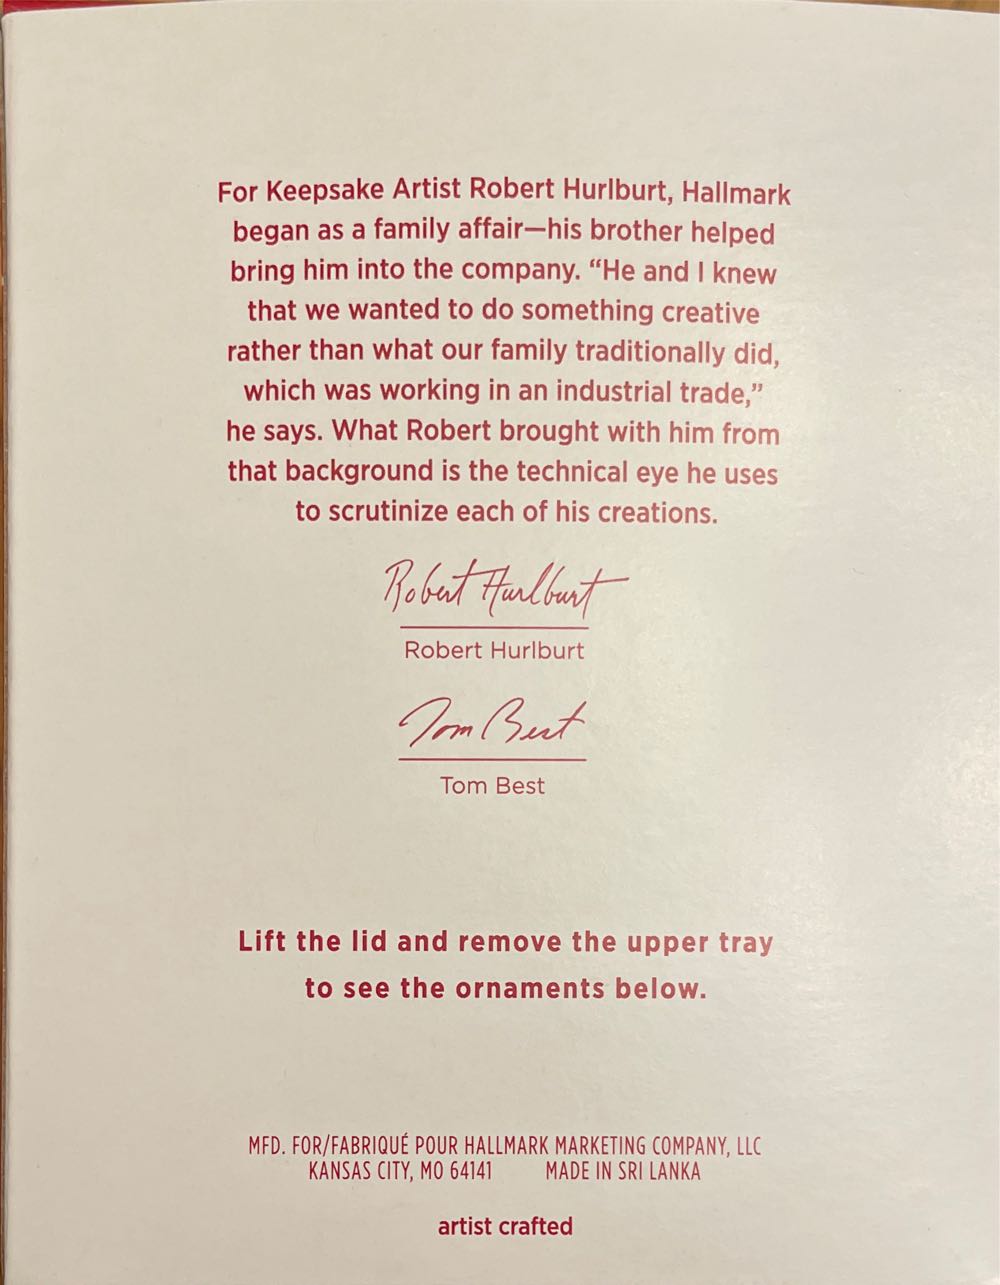 For Keepsake Artist Robert Hurlburt, Hallmark
began as a family affair—his brother helped
bring him into the company. “He and I knew
that we wanted to do something creative
rather than what our family traditionally did,
which was working in an industrial trade,”
he says. What Robert brought with him from
that background is the technical eye he uses
to scrutinize each of his creations.
Robert Hurlburt
Robert Hurlburt
Tom Best
Tom Best
Lift the lid and remove the upper tray
to see the ornaments below.
MFD. FOR/FABRIQUÉ POUR HALLMARK MARKETING COMPANY, LLC
KANSAS CITY, MO 64141 MADE IN SRI LANKA
artist crafted